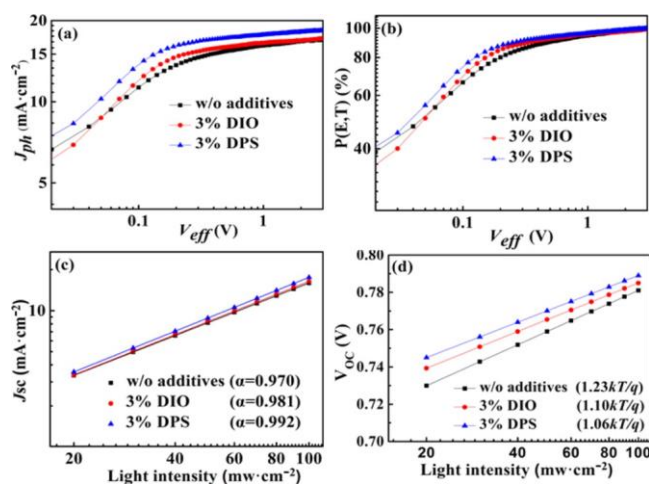 (a)
20
15
10
5
J_ph (mA·cm⁻²)
w/o additives
3% DIO
3% DPS
0.1
1
V_eff (V)
(b)
100
80
60
40
P(E,T) (%)
w/o additives
3% DIO
3% DPS
0.1
1
V_eff (V)
(c)
10
Jsc (mA·cm⁻²)
w/o additives (α=0.970)
3% DIO (α=0.981)
3% DPS (α=0.992)
20
40
60
80 100
Light intensity (mw·cm⁻²)
(d)
0.80
0.78
0.76
0.74
0.72
0.70
V_OC (V)
w/o additives (1.23kT/q)
3% DIO (1.10kT/q)
3% DPS (1.06kT/q)
20
40
60
80 100
Light intensity (mw·cm⁻²)